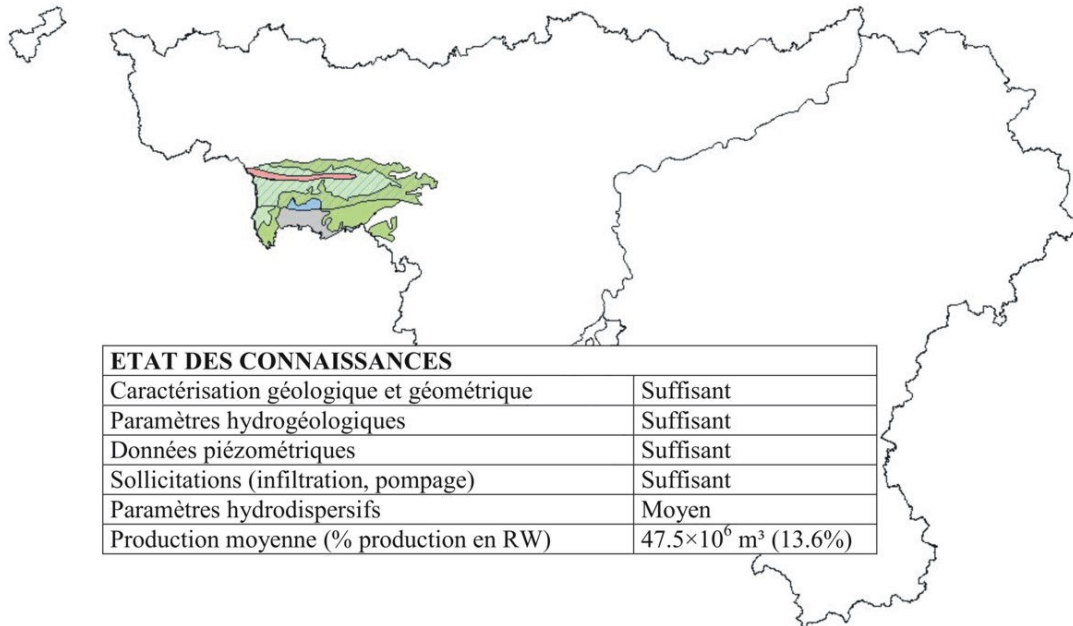 ETAT DES CONNAISSANCES
Caractérisation géologique et géométrique Suffisant
Paramètres hydrogéologiques Suffisant
Données piézométriques Suffisant
Sollicitations (infiltration, pompage) Suffisant
Paramètres hydrodispersifs Moyen
Production moyenne (% production en RW) 47.5×10⁶ m³ (13.6%)